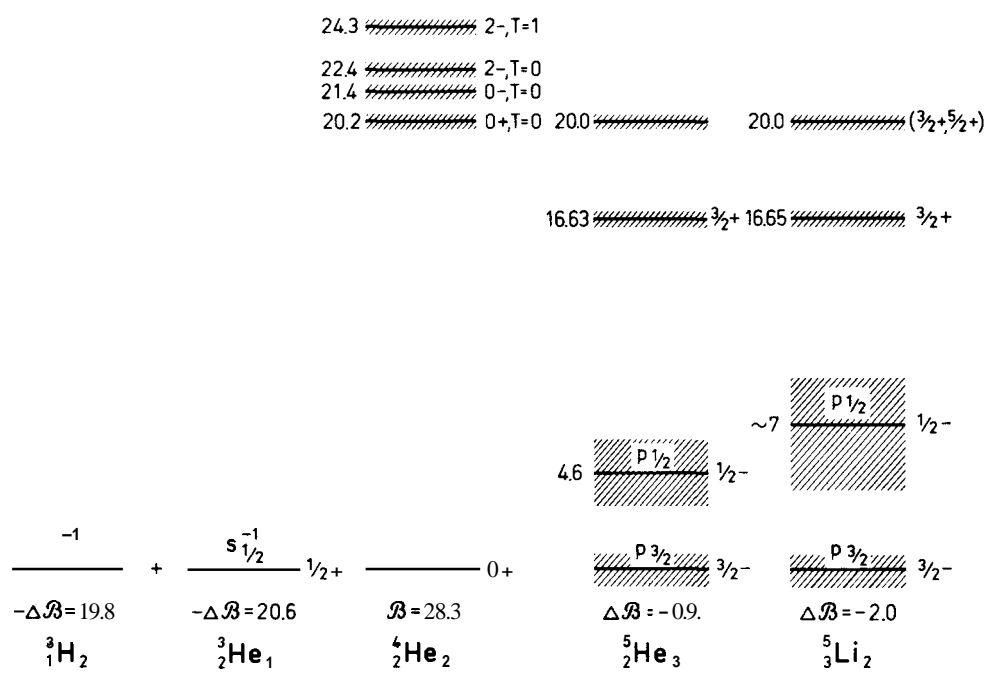 24.3 2-,T=1
22.4 2-,T=0
21.4 0-,T=0
20.2 0+,T=0 20.0 20.0 (3/2+,5/2+)
16.63 3/2+ 16.65 3/2+
~7 p 1/2 1/2-
4.6 p 1/2 1/2-
-1 + s -1 1/2 1/2+ 0+ p 3/2 3/2- p 3/2 3/2-
-Δℬ=19.8 -Δℬ=20.6 ℬ=28.3 Δℬ=-0.9. Δℬ=-2.0
³₁H₂ ³₂He₁ ⁴₂He₂ ⁵₂He₃ ⁵₃Li₂